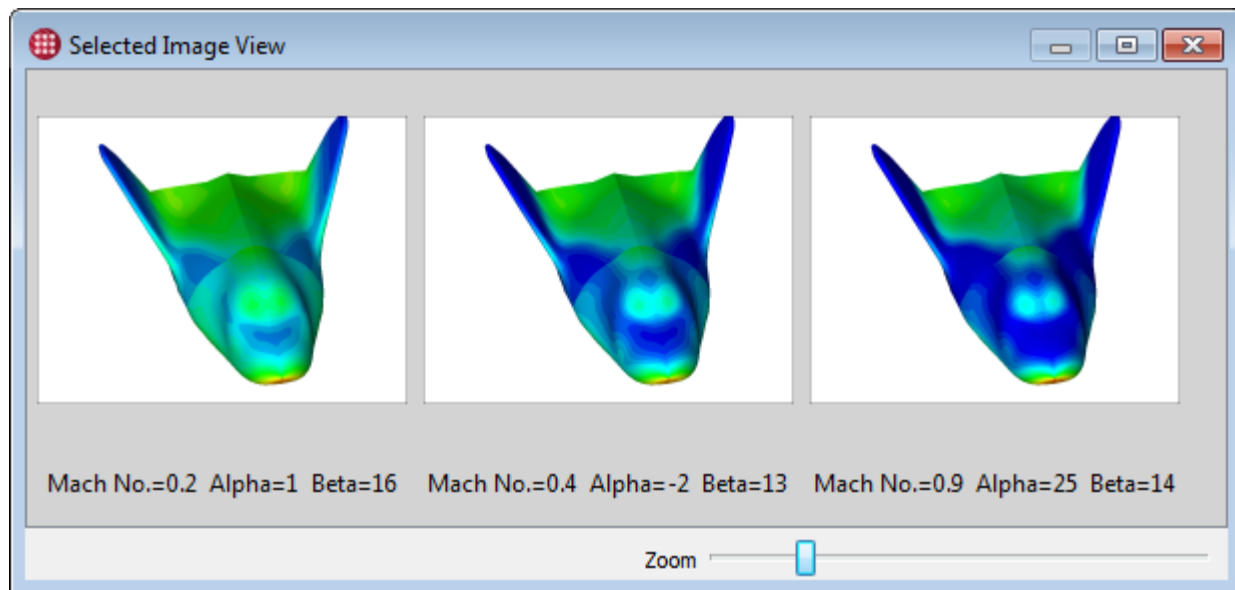 Selected Image View
Mach No.=0.2 Alpha=1 Beta=16
Mach No.=0.4 Alpha=-2 Beta=13
Mach No.=0.9 Alpha=25 Beta=14
Zoom